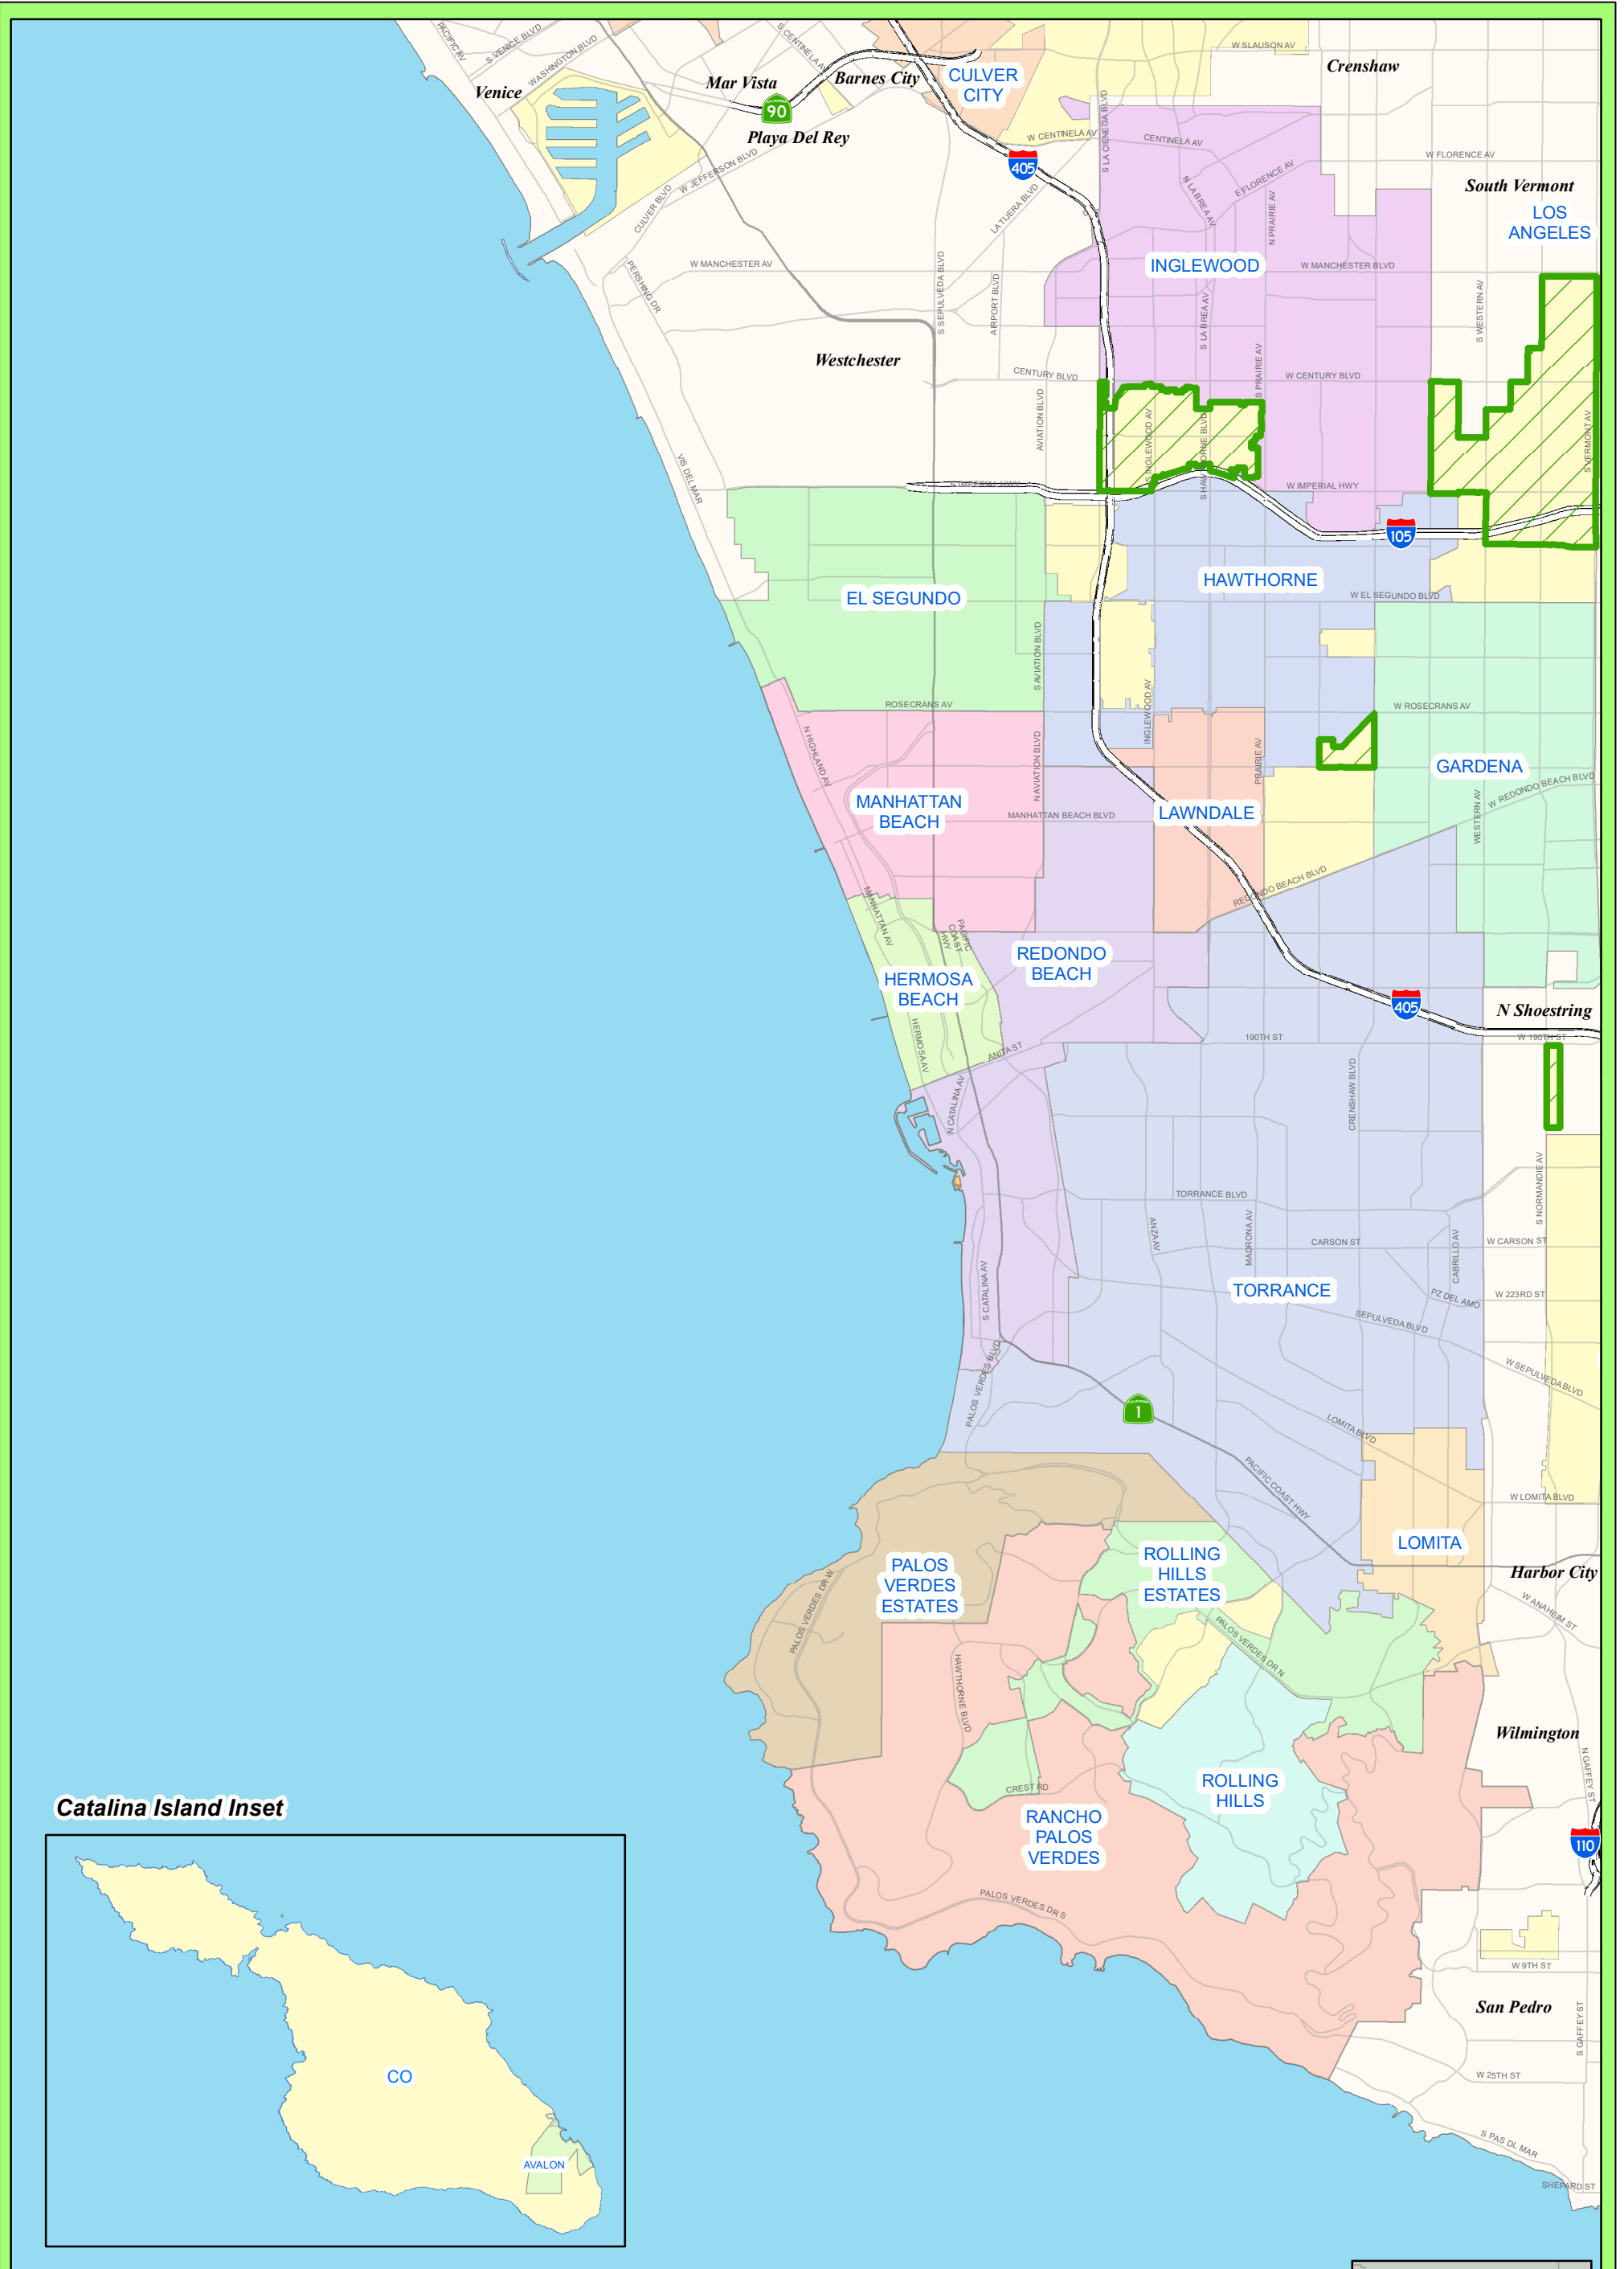 PACIFIC AV
S VENICE BLVD
WASHINGTON BLVD
S CENTINELA AV
W SLAUSON AV
Venice
Mar Vista
Barnes City
CULVER
CITY
Crenshaw
90
Playa Del Rey
W CENTINELA AV
S LA CIENEGA BLVD
CENTINELA AV
W FLORENCE AV
405
W JEFFERSON BLVD
CULVER BLVD
LA TIJERA BLVD
N LA BREA AV
E FLORENCE AV
N PRAIRIE AV
South Vermont
LOS
ANGELES
INGLEWOOD
W MANCHESTER AV
W MANCHESTER BLVD
PERSHING DR
S SEPULVEDA BLVD
AIRPORT BLVD
S LA BREA AV
S WESTERN AV
Westchester
CENTURY BLVD
S PRAIRIE AV
W CENTURY BLVD
AVIATION BLVD
S INGLEWOOD AV
S HAWTHORNE BLVD
S VERMONT AV
VIS DEL MAR
W IMPERIAL HWY
105
EL SEGUNDO
HAWTHORNE
W EL SEGUNDO BLVD
S AVIATION BLVD
INGLEWOOD AV
ROSECRANS AV
W ROSECRANS AV
N HIGHLAND AV
N AVIATION BLVD
PRAIRIE AV
GARDENA
W REDONDO BEACH BLVD
MANHATTAN
BEACH
MANHATTAN BEACH BLVD
LAWNDALE
WESTERN AV
REDONDO BEACH BLVD
MANHATTAN AV
PACIFIC
COAST
HWY
REDONDO
BEACH
HERMOSA
BEACH
405
N Shoestring
HERMOSA AV
ANITA ST
190TH ST
W 190TH ST
N CATALINA AV
CRENSHAW BLVD
S NORMANDIE AV
TORRANCE BLVD
ANZA AV
MADRONA AV
CARSON ST
CABRILLO AV
W CARSON ST
S CATALINA AV
TORRANCE
PZ DEL AMO
W 223RD ST
SEPULVEDA BLVD
PALOS VERDES BLVD
W SEPULVEDA BLVD
1
LOMITA BLVD
PACIFIC COAST HWY
W LOMITA BLVD
LOMITA
PALOS
VERDES
ESTATES
ROLLING
HILLS
ESTATES
Harbor City
PALOS VERDES DR W
W ANAHEIM ST
PALOS VERDES DR N
HAWTHORNE BLVD
Wilmington
N GAFFEY ST
CREST RD
ROLLING
HILLS
Catalina Island Inset
RANCHO
PALOS
VERDES
110
PALOS VERDES DR S
W 9TH ST
San Pedro
S GAFFEY ST
CO
W 25TH ST
S PAS DL MAR
AVALON
SHEPARD ST